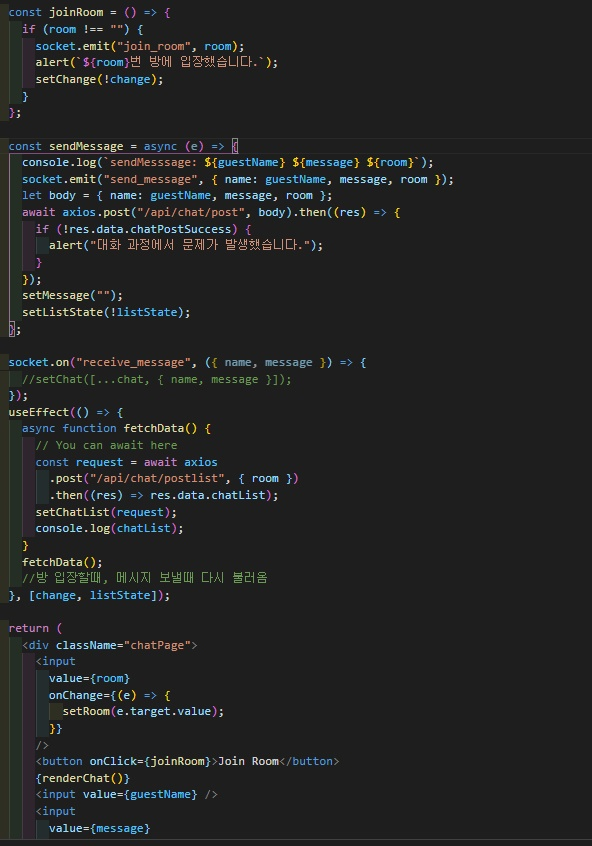 const joinRoom = () => {
if (room !== "") {
socket.emit("join_room", room);
alert(`${room}번 방에 입장했습니다.`);
setChange(!change);
}
};
const sendMessage = async (e) => {
console.log(`sendMesssage: ${guestName} ${message} ${room}`);
socket.emit("send_message", { name: guestName, message, room });
let body = { name: guestName, message, room };
await axios.post("/api/chat/post", body).then((res) => {
if (!res.data.chatPostSuccess) {
alert("대화 과정에서 문제가 발생했습니다.");
}
});
setMessage("");
setListState(!listState);
};
socket.on("receive_message", ({ name, message }) => {
//setChat([...chat, { name, message }]);
});
useEffect(() => {
async function fetchData() {
// You can await here
const request = await axios
.post("/api/chat/postlist", { room })
.then((res) => res.data.chatList);
setChatList(request);
console.log(chatList);
}
fetchData();
//방 입장할때, 메시지 보낼때 다시 불러옴
}, [change, listState]);
return (
<div className="chatPage">
<input
value={room}
onChange={(e) => {
setRoom(e.target.value);
}}
/>
<button onClick={joinRoom}>Join Room</button>
{renderChat()}
<input value={guestName} />
<input
value={message}